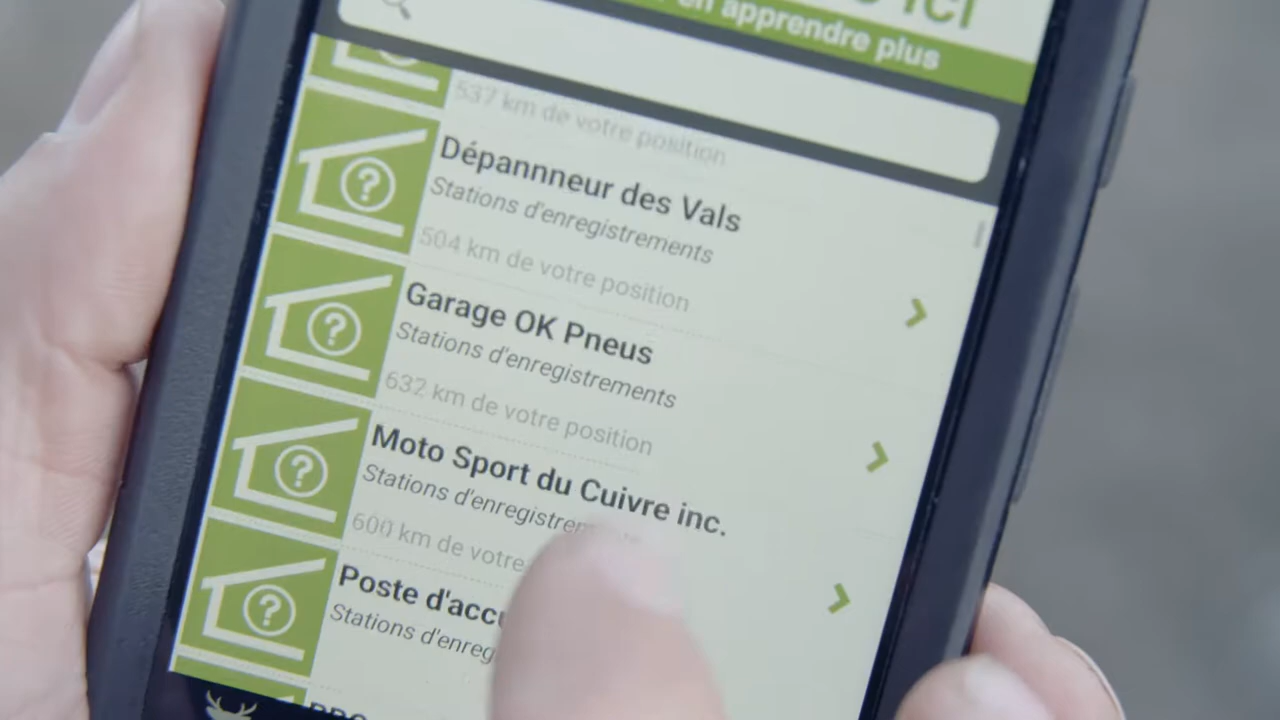 ICI
en apprendre plus
537 km de votre position
Dépannneur des Vals
Stations d'enregistrements
504 km de votre position
Garage OK Pneus
Stations d'enregistrements
632 km de votre position
Moto Sport du Cuivre inc.
Stations d'enregistrements
600 km de votre
Poste d'accu
Stations d'enreg